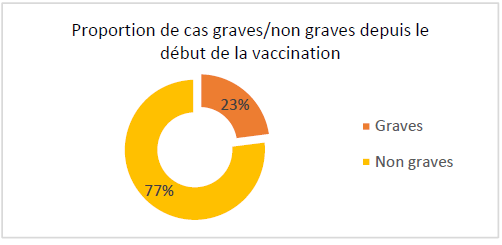 Proportion de cas graves/non graves depuis le
début de la vaccination
23%
77%
Graves
Non graves